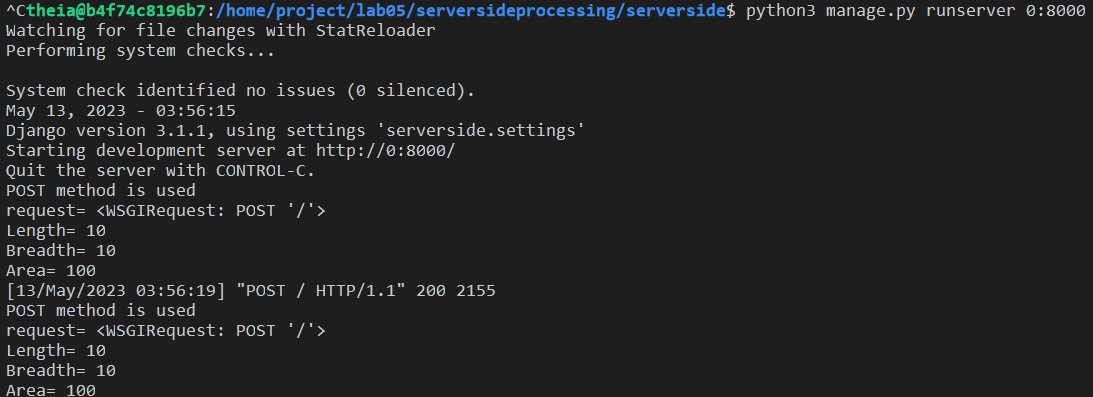 ^Ctheia@b4f74c8196b7:/home/project/lab05/serversideprocessing/serverside$ python3 manage.py runserver 0:8000
Watching for file changes with StatReloader
Performing system checks...

System check identified no issues (0 silenced).
May 13, 2023 - 03:56:15
Django version 3.1.1, using settings 'serverside.settings'
Starting development server at http://0:8000/
Quit the server with CONTROL-C.
POST method is used
request= <WSGIRequest: POST '/'>
Length= 10
Breadth= 10
Area= 100
[13/May/2023 03:56:19] "POST / HTTP/1.1" 200 2155
POST method is used
request= <WSGIRequest: POST '/'>
Length= 10
Breadth= 10
Area= 100